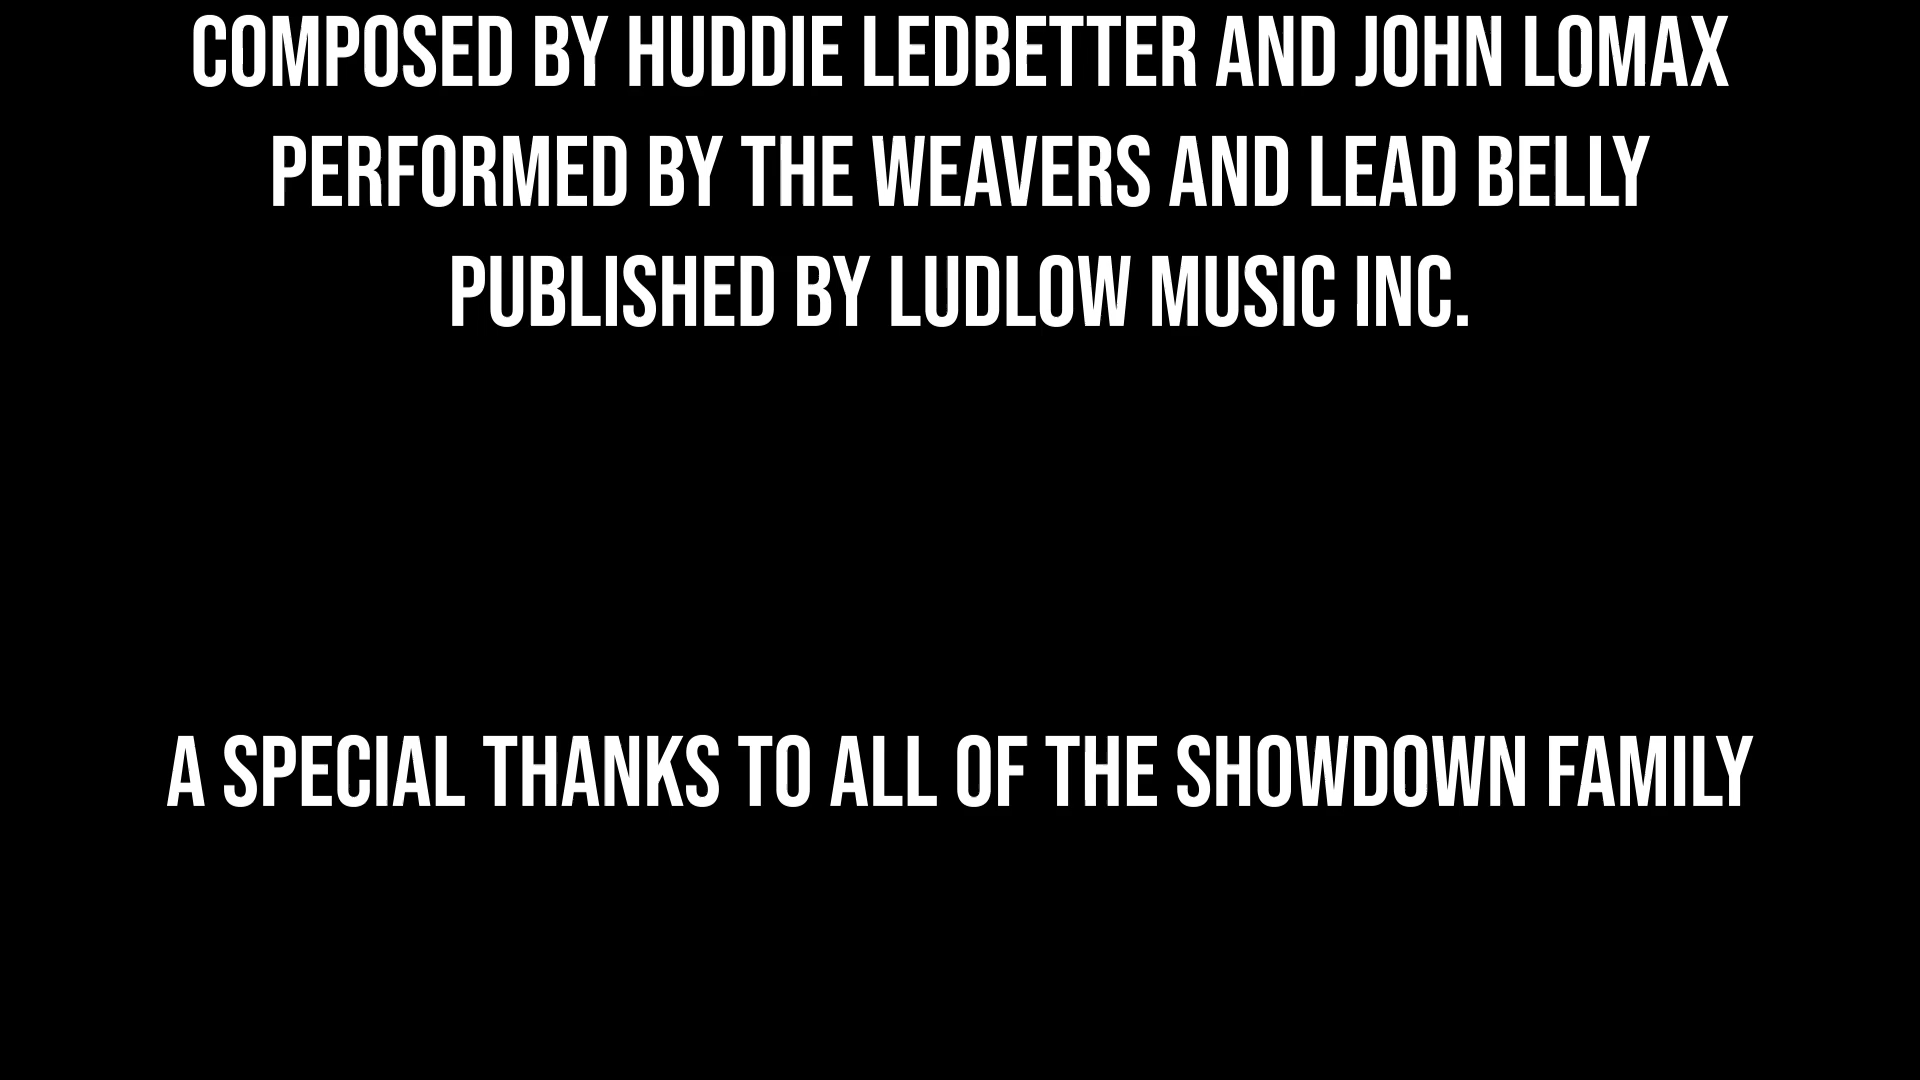 COMPOSED BY HUDDIE LEDBETTER AND JOHN LOMAX
PERFORMED BY THE WEAVERS AND LEAD BELLY
PUBLISHED BY LUDLOW MUSIC INC.
A SPECIAL THANKS TO ALL OF THE SHOWDOWN FAMILY